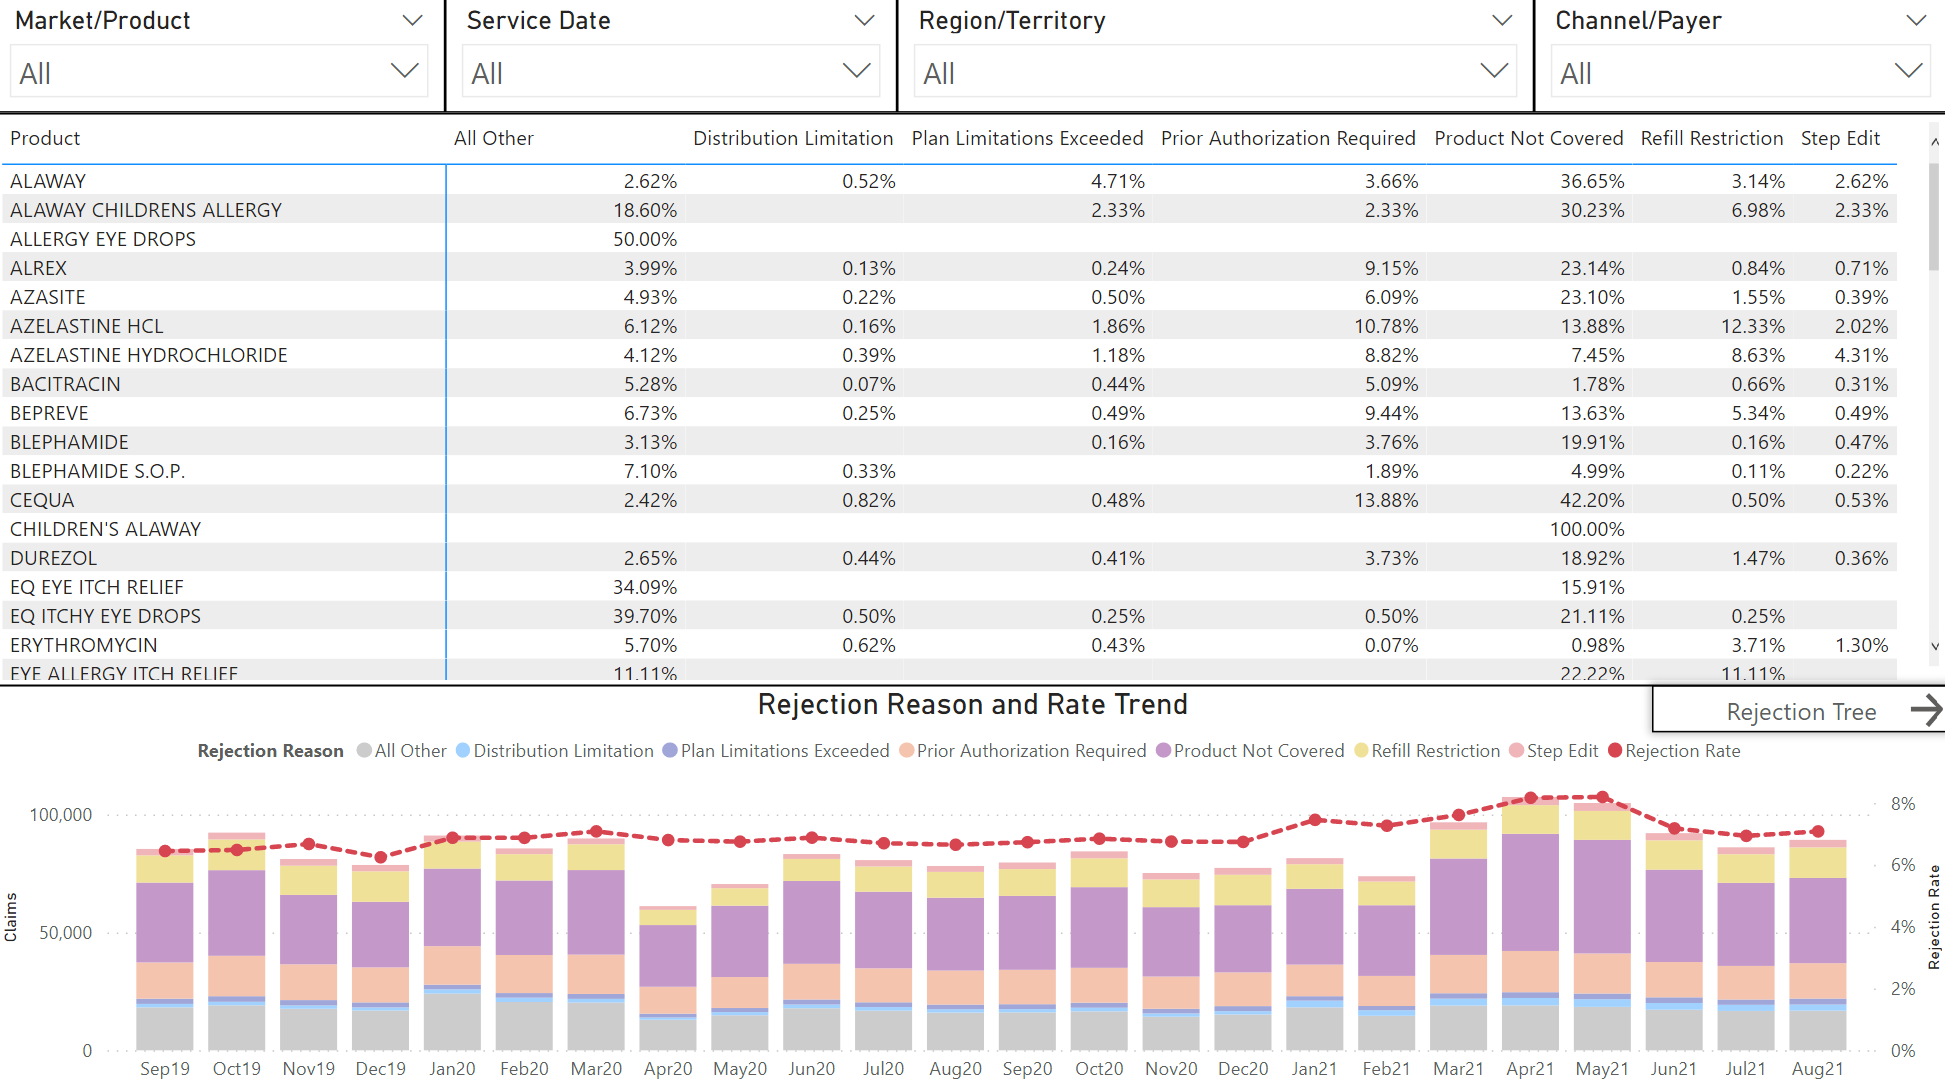 Market/Product Service Date Region/Territory Channel/Payer
All All All All
Product All Other Distribution Limitation Plan Limitations Exceeded Prior Authorization Required Product Not Covered Refill Restriction Step Edit
ALAWAY 2.62% 0.52% 4.71% 3.66% 36.65% 3.14% 2.62%
ALAWAY CHILDRENS ALLERGY 18.60% 2.33% 2.33% 30.23% 6.98% 2.33%
ALLERGY EYE DROPS 50.00%
ALREX 3.99% 0.13% 0.24% 9.15% 23.14% 0.84% 0.71%
AZASITE 4.93% 0.22% 0.50% 6.09% 23.10% 1.55% 0.39%
AZELASTINE HCL 6.12% 0.16% 1.86% 10.78% 13.88% 12.33% 2.02%
AZELASTINE HYDROCHLORIDE 4.12% 0.39% 1.18% 8.82% 7.45% 8.63% 4.31%
BACITRACIN 5.28% 0.07% 0.44% 5.09% 1.78% 0.66% 0.31%
BEPREVE 6.73% 0.25% 0.49% 9.44% 13.63% 5.34% 0.49%
BLEPHAMIDE 3.13% 0.16% 3.76% 19.91% 0.16% 0.47%
BLEPHAMIDE S.O.P. 7.10% 0.33% 1.89% 4.99% 0.11% 0.22%
CEQUA 2.42% 0.82% 0.48% 13.88% 42.20% 0.50% 0.53%
CHILDREN'S ALAWAY 100.00%
DUREZOL 2.65% 0.44% 0.41% 3.73% 18.92% 1.47% 0.36%
EQ EYE ITCH RELIEF 34.09% 15.91%
EQ ITCHY EYE DROPS 39.70% 0.50% 0.25% 0.50% 21.11% 0.25%
ERYTHROMYCIN 5.70% 0.62% 0.43% 0.07% 0.98% 3.71% 1.30%
EYE ALLERGY ITCH RELIEF 11.11% 22.22% 11.11%
Rejection Reason and Rate Trend
Rejection Tree
Rejection Reason All Other Distribution Limitation Plan Limitations Exceeded Prior Authorization Required Product Not Covered Refill Restriction Step Edit Rejection Rate
Claims
100,000
50,000
0
8%
6%
4%
2%
0%
Rejection Rate
Sep19 Oct19 Nov19 Dec19 Jan20 Feb20 Mar20 Apr20 May20 Jun20 Jul20 Aug20 Sep20 Oct20 Nov20 Dec20 Jan21 Feb21 Mar21 Apr21 May21 Jun21 Jul21 Aug21